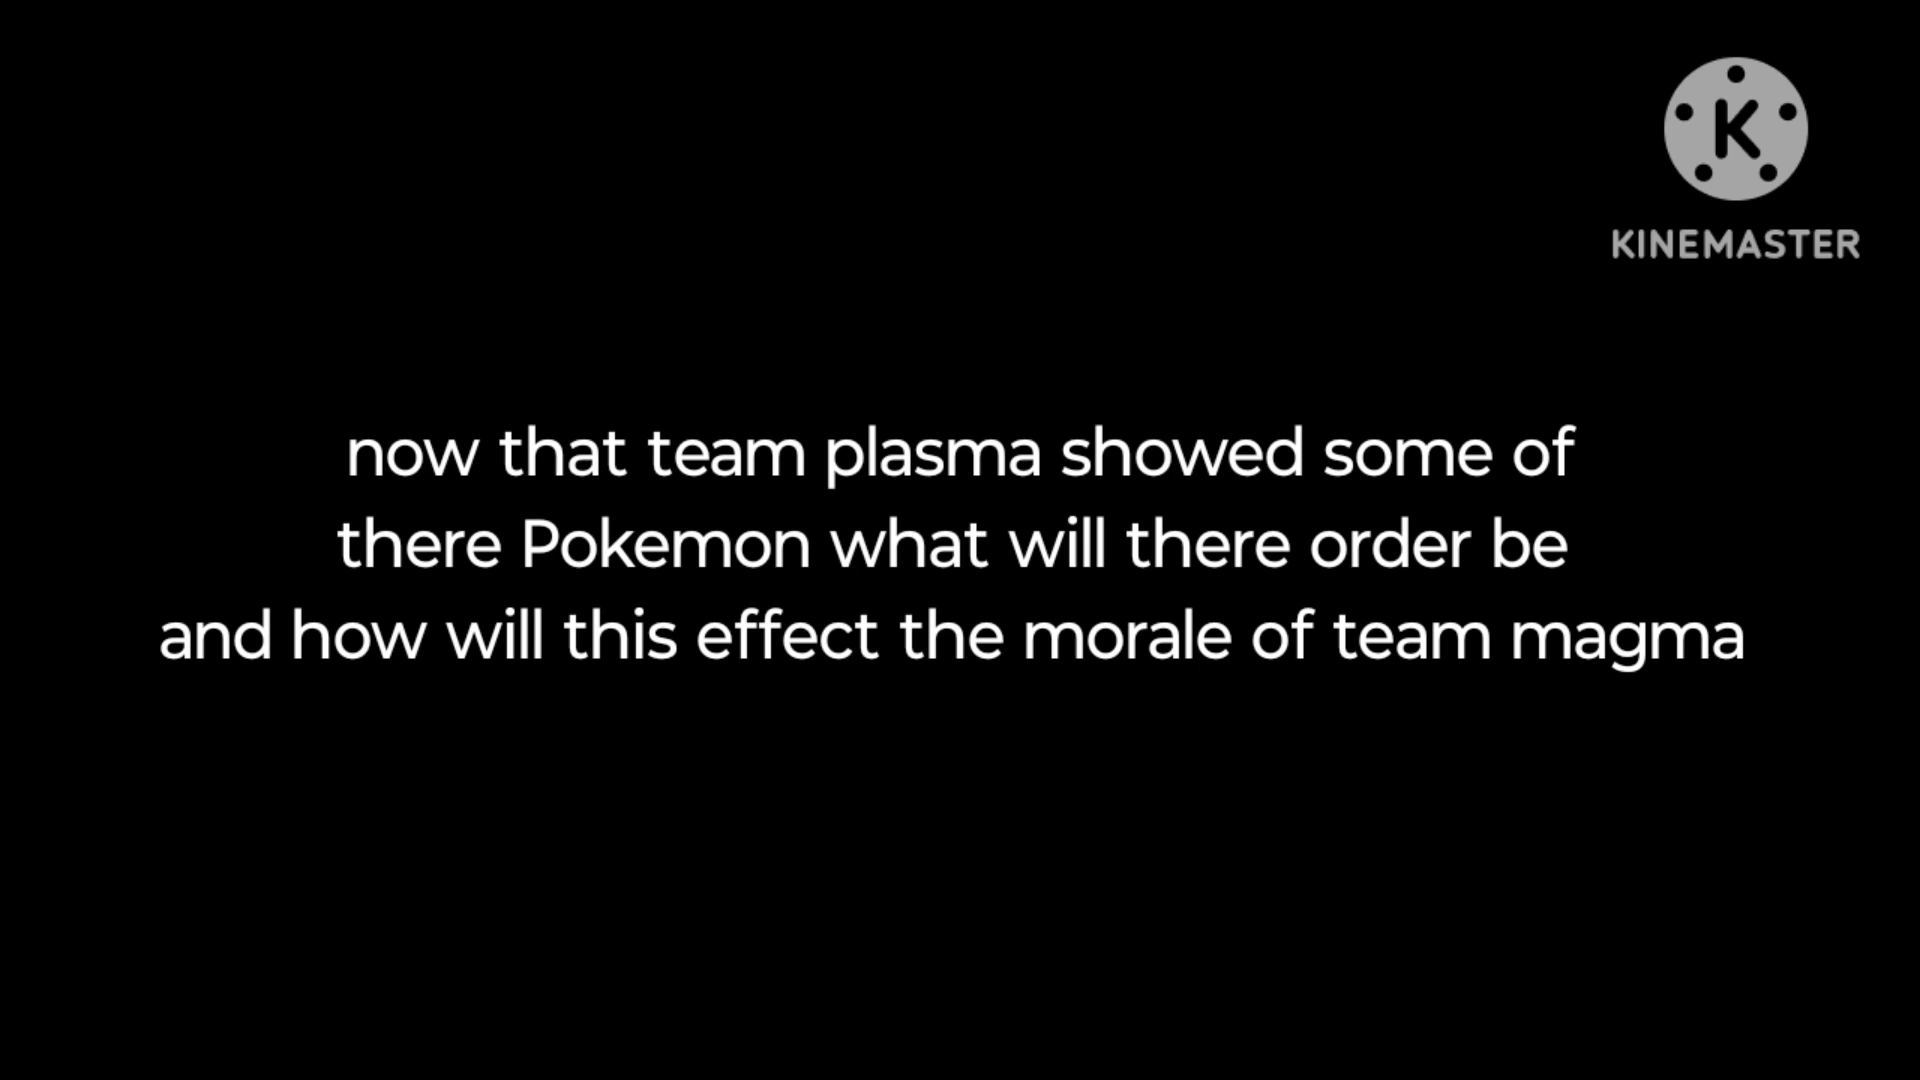 K
KINEMASTER
now that team plasma showed some of
there Pokemon what will there order be
and how will this effect the morale of team magma